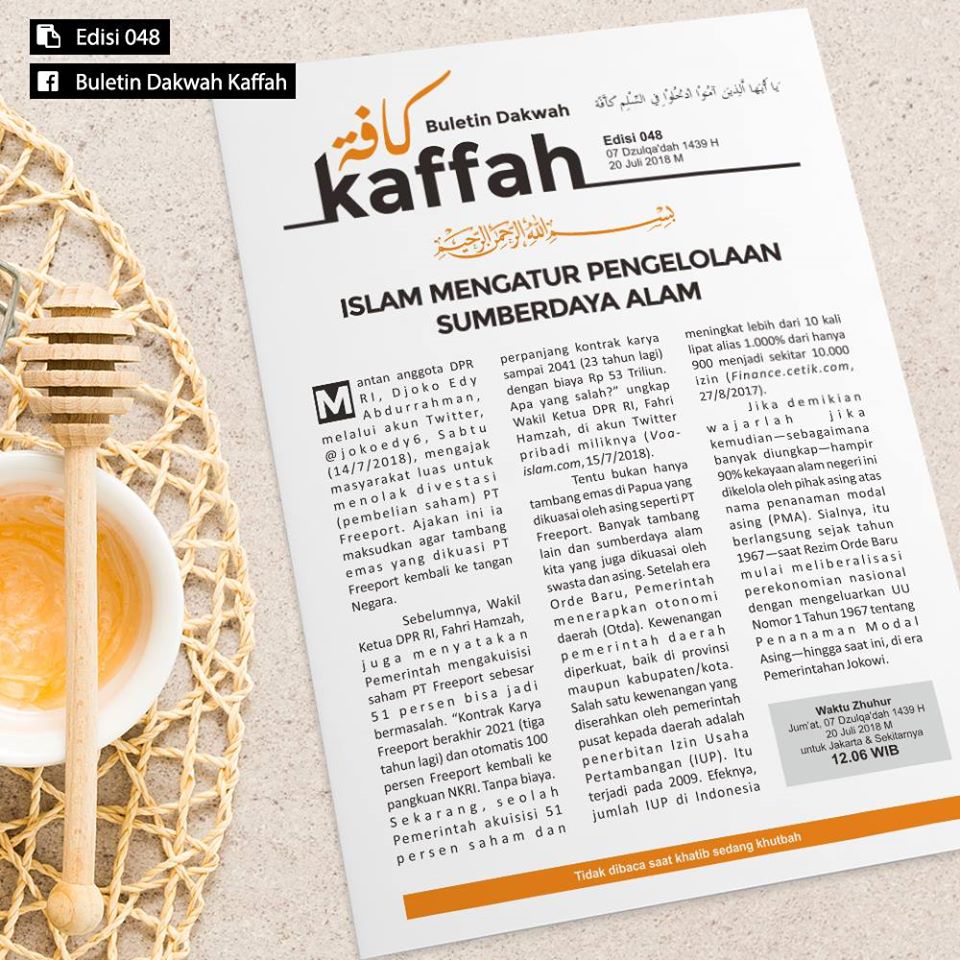 Edisi 048
Buletin Dakwah Kaffah
كافة
Buletin Dakwah
kaffah
يَا أَيُّهَا الَّذِينَ آمَنُوا ادْخُلُوا فِي السِّلْمِ كَافَّةً
Edisi 048
07 Dzulqa'dah 1439 H
20 Juli 2018 M
بسم الله الرحمن الرحيم
ISLAM MENGATUR PENGELOLAAN
SUMBERDAYA ALAM
Mantan anggota DPR
RI, Djoko Edy
Abdurrahman,
melalui akun Twitter,
@jokoedy6, Sabtu
(14/7/2018), mengajak
masyarakat luas untuk
menolak divestasi
(pembelian saham) PT
Freeport. Ajakan ini ia
maksudkan agar tambang
emas yang dikuasi PT
Freeport kembali ke tangan
Negara.
Sebelumnya, Wakil
Ketua DPR RI, Fahri Hamzah,
juga menyatakan
Pemerintah mengakuisisi
saham PT Freeport sebesar
51 persen bisa jadi
bermasalah. “Kontrak Karya
Freeport berakhir 2021 (tiga
tahun lagi) dan otomatis 100
persen Freeport kembali ke
pangkuan NKRI. Tanpa biaya.
Sekarang, seolah
Pemerintah akuisisi 51
persen saham dan
perpanjang kontrak karya
sampai 2041 (23 tahun lagi)
dengan biaya Rp 53 Triliun.
Apa yang salah?” ungkap
Wakil Ketua DPR RI, Fahri
Hamzah, di akun Twitter
pribadi miliknya (Voa-
islam.com, 15/7/2018).
Tentu bukan hanya
tambang emas di Papua yang
dikuasai oleh asing seperti PT
Freeport. Banyak tambang
lain dan sumberdaya alam
kita yang juga dikuasai oleh
swasta dan asing. Setelah era
Orde Baru, Pemerintah
menerapkan otonomi
daerah (Otda). Kewenangan
pemerintah daerah
diperkuat, baik di provinsi
maupun kabupaten/kota.
Salah satu kewenangan yang
diserahkan oleh pemerintah
pusat kepada daerah adalah
penerbitan Izin Usaha
Pertambangan (IUP). Itu
terjadi pada 2009. Efeknya,
jumlah IUP di Indonesia
meningkat lebih dari 10 kali
lipat alias 1.000% dari hanya
900 menjadi sekitar 10.000
izin (Finance.cetik.com,
27/8/2017).
Jika demikian
wajarlah jika
kemudian—sebagaimana
banyak diungkap—hampir
90% kekayaan alam negeri ini
dikelola oleh pihak asing atas
nama penanaman modal
asing (PMA). Sialnya, itu
berlangsung sejak tahun
1967—saat Rezim Orde Baru
mulai meliberalisasi
perekonomian nasional
dengan mengeluarkan UU
Nomor 1 Tahun 1967 tentang
Penanaman Modal
Asing—hingga saat ini, di era
Pemerintahan Jokowi.
Waktu Zhuhur
Jum'at, 07 Dzulqa'dah 1439 H
20 Juli 2018 M
untuk Jakarta & Sekitarnya
12.06 WIB
Tidak dibaca saat khatib sedang khutbah